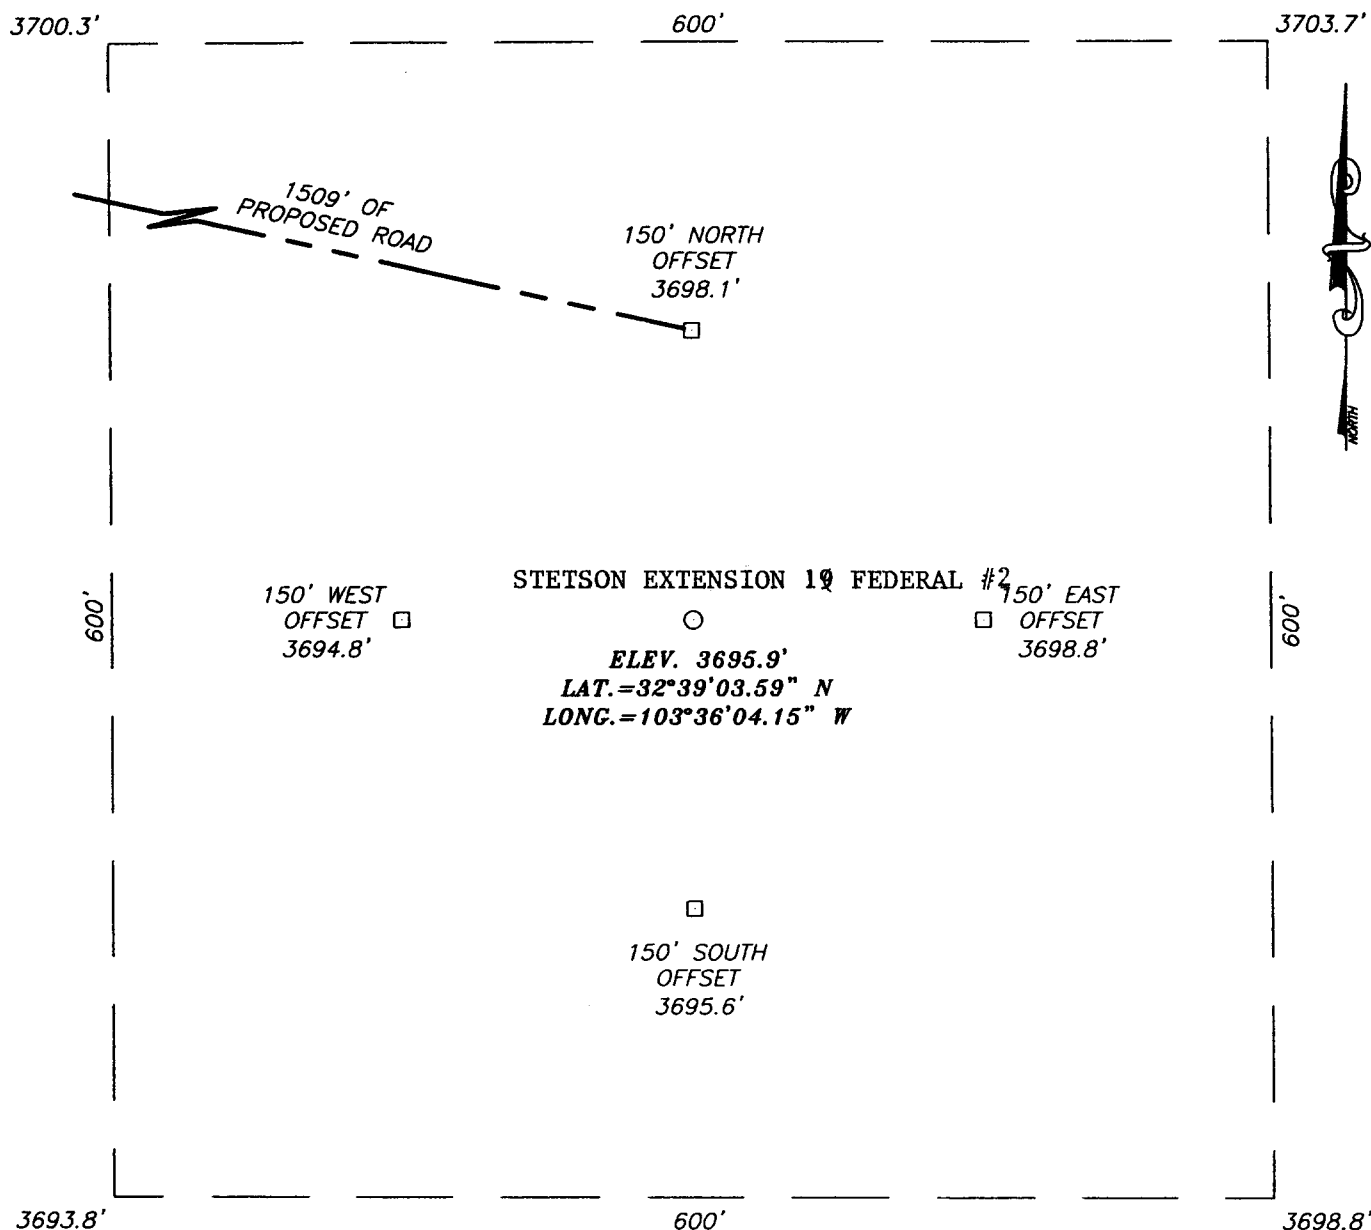 3700.3' 600' 3703.7'
1509' OF
PROPOSED ROAD
150' NORTH
OFFSET
3698.1'
NORTH
STETSON EXTENSION FEDERAL #2
150' WEST
OFFSET
3694.8'
600'
150' EAST
OFFSET
3698.8'
600'
ELEV. 3695.9'
LAT.=32°39'03.59" N
LONG.=103°36'04.15" W
150' SOUTH
OFFSET
3695.6'
3693.8' 600' 3698.8'